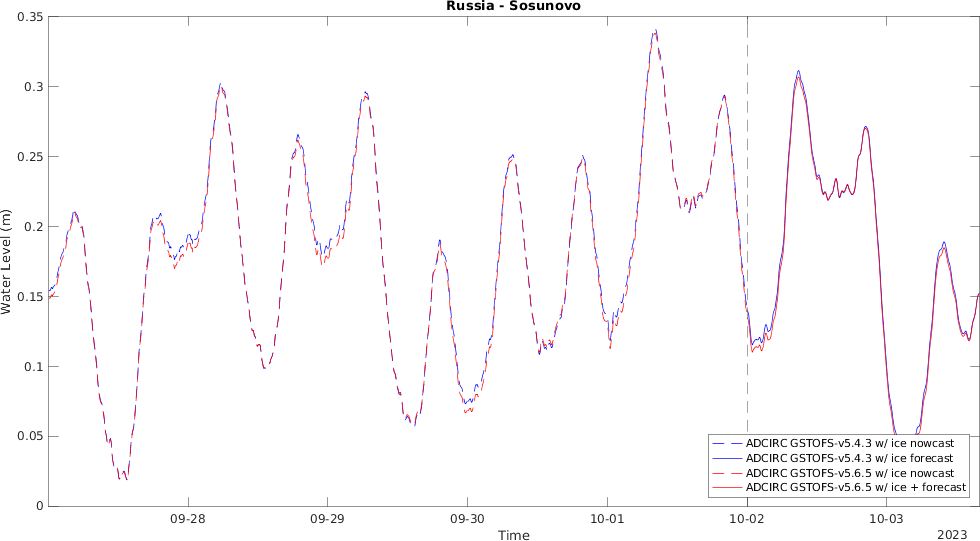 Russia - Sosunovo
0.35
0.3
0.25
0.2
0.15
0.1
0.05
0
Water Level (m)
ADCIRC GSTOFS-v5.4.3 w/ ice nowcast
ADCIRC GSTOFS-v5.4.3 w/ ice forecast
ADCIRC GSTOFS-v5.6.5 w/ ice nowcast
ADCIRC GSTOFS-v5.6.5 w/ ice + forecast
09-28
09-29
09-30
10-01
10-02
10-03
Time
2023